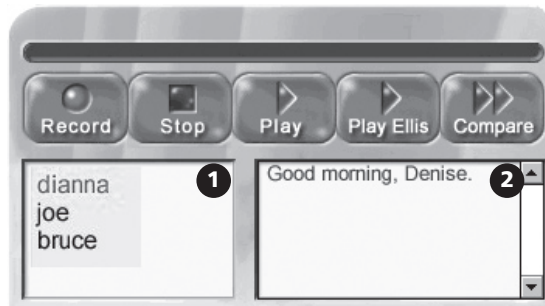 Record Stop Play Play Ellis Compare
1 2
dianna
joe
bruce
Good morning, Denise.